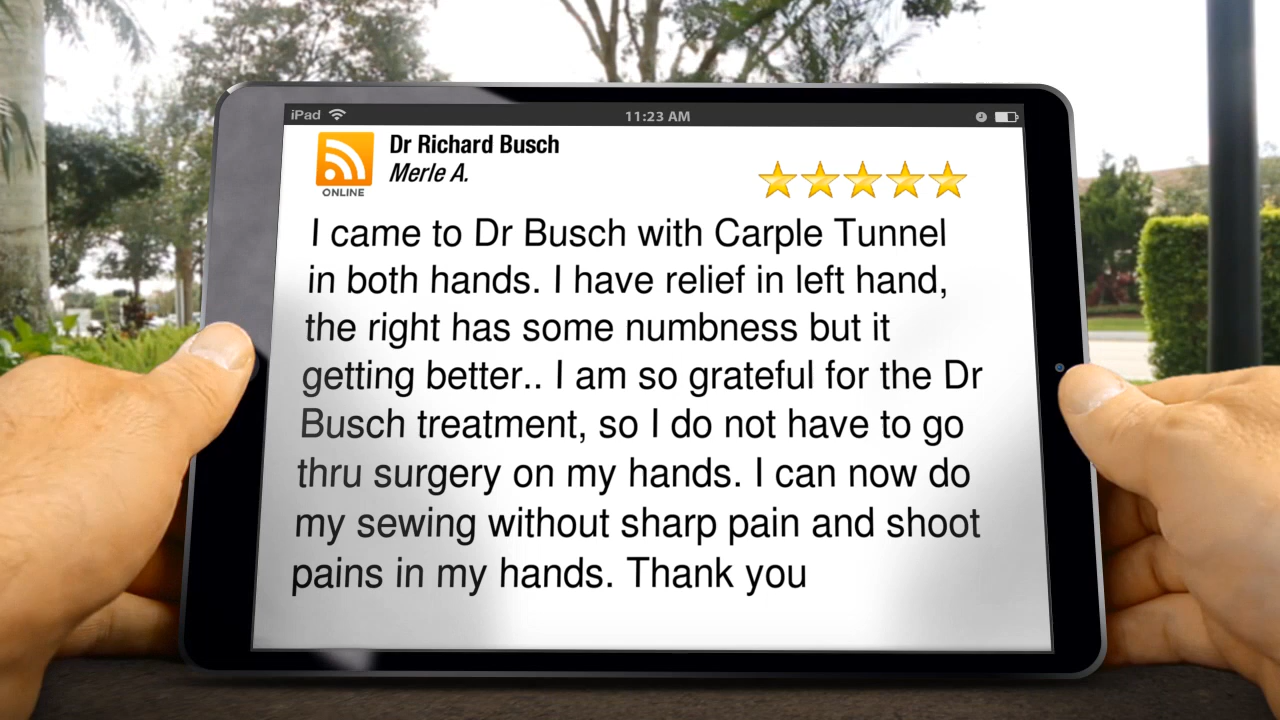 iPad 11:23 AM
Dr Richard Busch
Merle A.
ONLINE
I came to Dr Busch with Carple Tunnel
in both hands. I have relief in left hand,
the right has some numbness but it
getting better.. I am so grateful for the Dr
Busch treatment, so I do not have to go
thru surgery on my hands. I can now do
my sewing without sharp pain and shoot
pains in my hands. Thank you